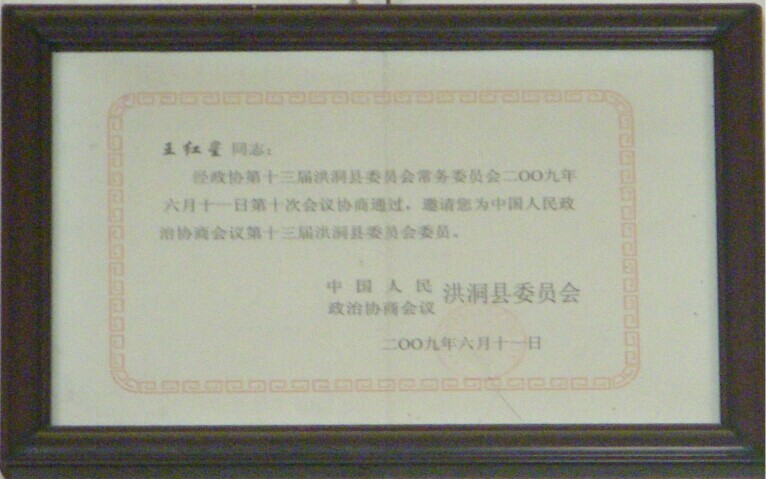 王红星同志：
经政协第十三届洪洞县委员会常务委员会二〇〇九年
六月十一日第十次会议协商通过，邀请您为中国人民政
治协商会议第十三届洪洞县委员会委员。
中国人民
政治协商会议
洪洞县委员会
二〇〇九年六月十一日